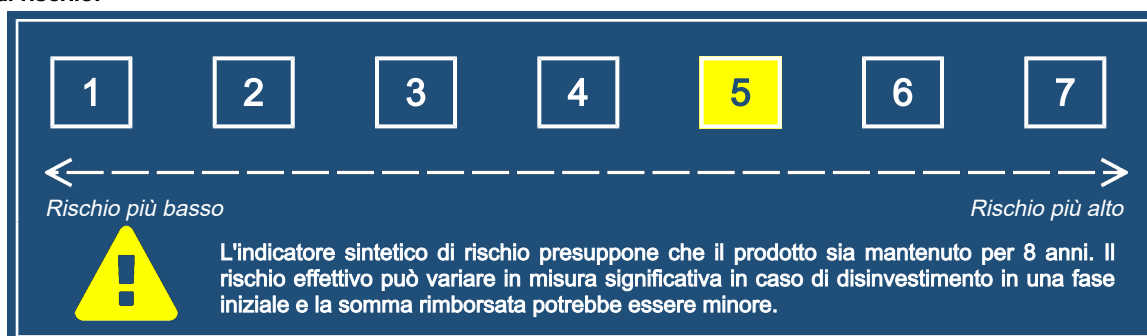 1 2 3 4 5 6 7
Rischio più basso Rischio più alto
L'indicatore sintetico di rischio presuppone che il prodotto sia mantenuto per 8 anni. Il
rischio effettivo può variare in misura significativa in caso di disinvestimento in una fase
iniziale e la somma rimborsata potrebbe essere minore.